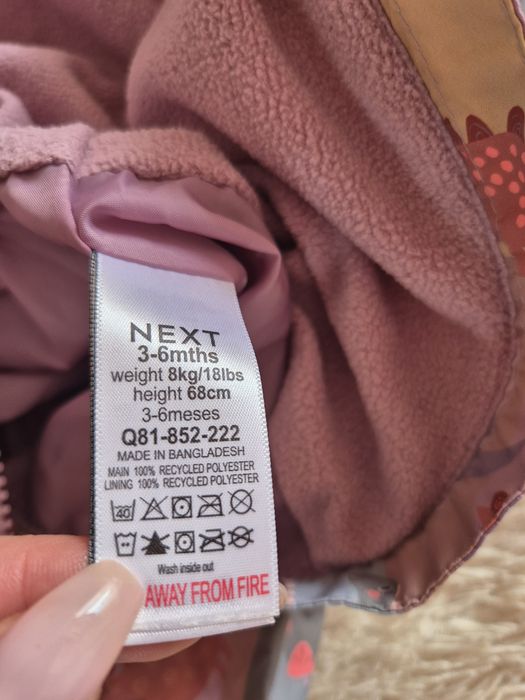 NEXT
3-6mths
weight 8kg/18lbs
height 68cm
3-6meses
Q81-852-222
MADE IN BANGLADESH
MAIN 100% RECYCLED POLYESTER
LINING 100% RECYCLED POLYESTER
40
Wash inside out
AWAY FROM FIRE